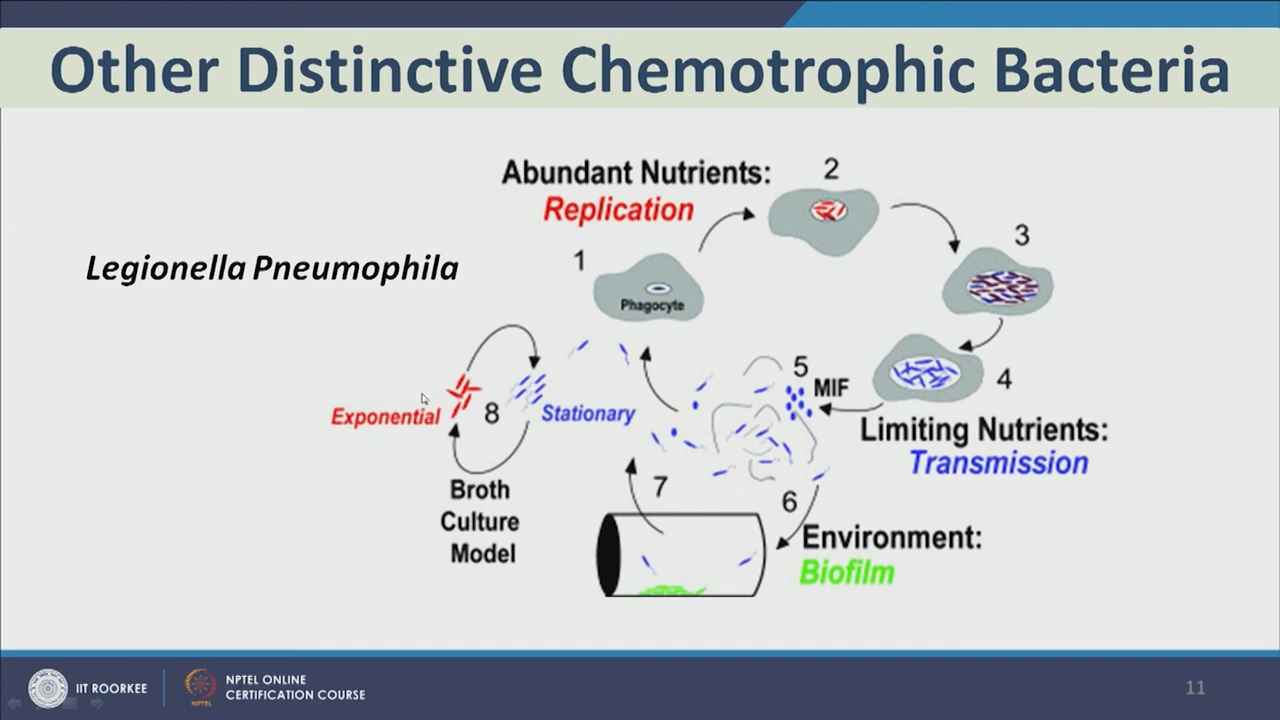 Other Distinctive Chemotrophic Bacteria
Abundant Nutrients:
Replication
2
3
Legionella Pneumophila
1
Phagocyte
4
5
MIF
Limiting Nutrients:
Transmission
Exponential
8
Stationary
Broth
Culture
Model
7
6
Environment:
Biofilm
IIT ROORKEE
NPTEL
NPTEL ONLINE
CERTIFICATION COURSE
11